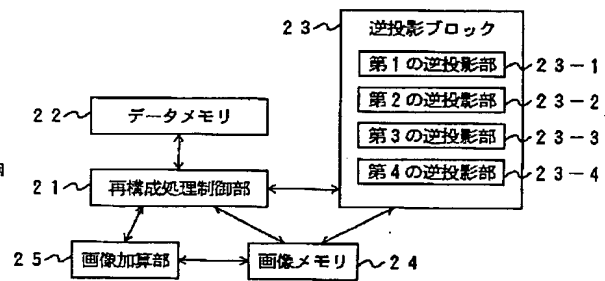 23 逆投影ブロック
第1の逆投影部 23-1
第2の逆投影部 23-2
第3の逆投影部 23-3
第4の逆投影部 23-4
22 データメモリ
21 再構成処理制御部
25 画像加算部
画像メモリ 24